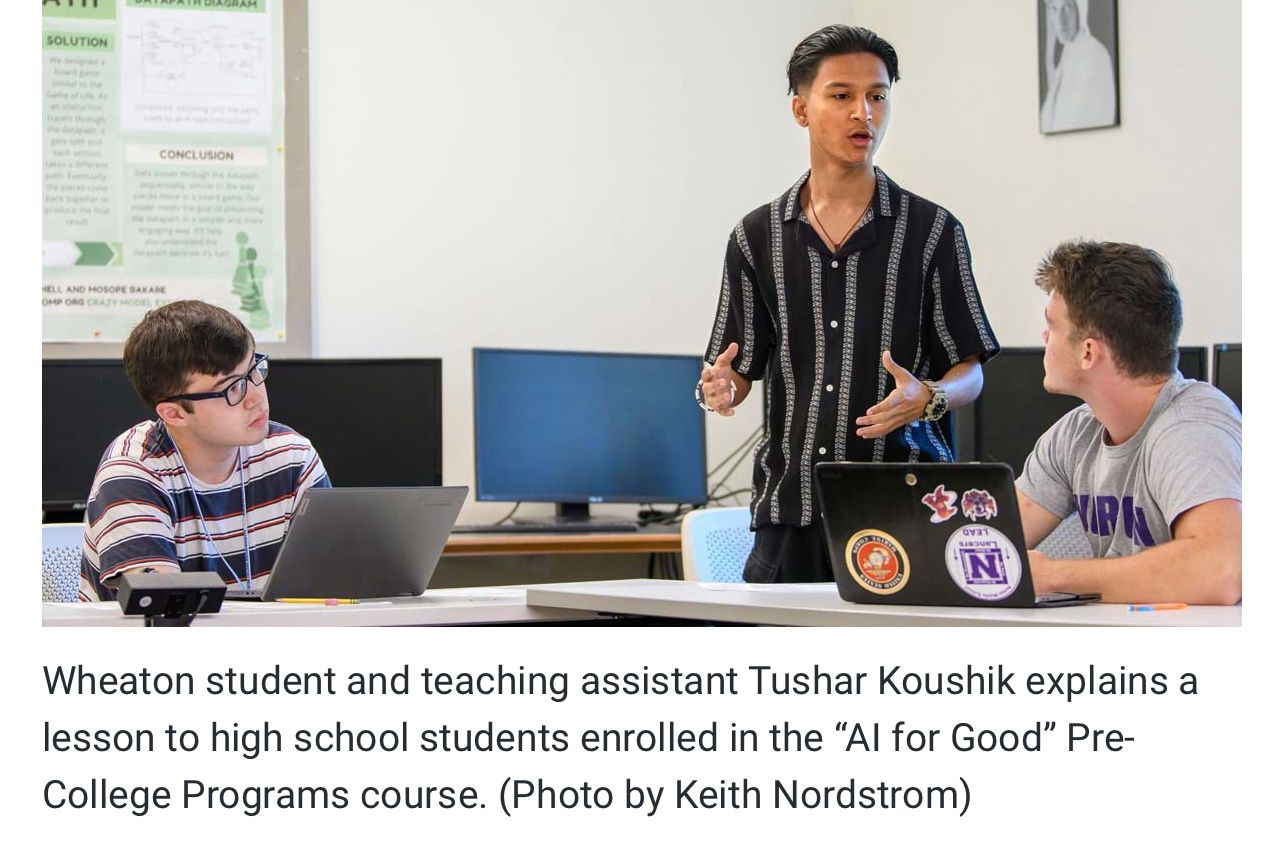 DATAPATH DIAGRAM
SOLUTION
We designed a
board game
similar to the
Game of Life. As
an instruction
travels through
the datapath, it
gets split and
each section
takes a different
path. Eventually,
the pieces come
back together to
produce the final
result.
CONCLUSION
Data moves through the datapath
sequentially, similar to the way
pieces move in a board game. Our
model meets the goal of presenting
the datapath in a simpler and more
engaging way. It'll help
you understand the
datapath because it's fun!
AND MOSOPE BAKARE
ORG CRAZY MODEL
LEAD
Lancers
N
Wheaton student and teaching assistant Tushar Koushik explains a
lesson to high school students enrolled in the “AI for Good” Pre-
College Programs course. (Photo by Keith Nordstrom)